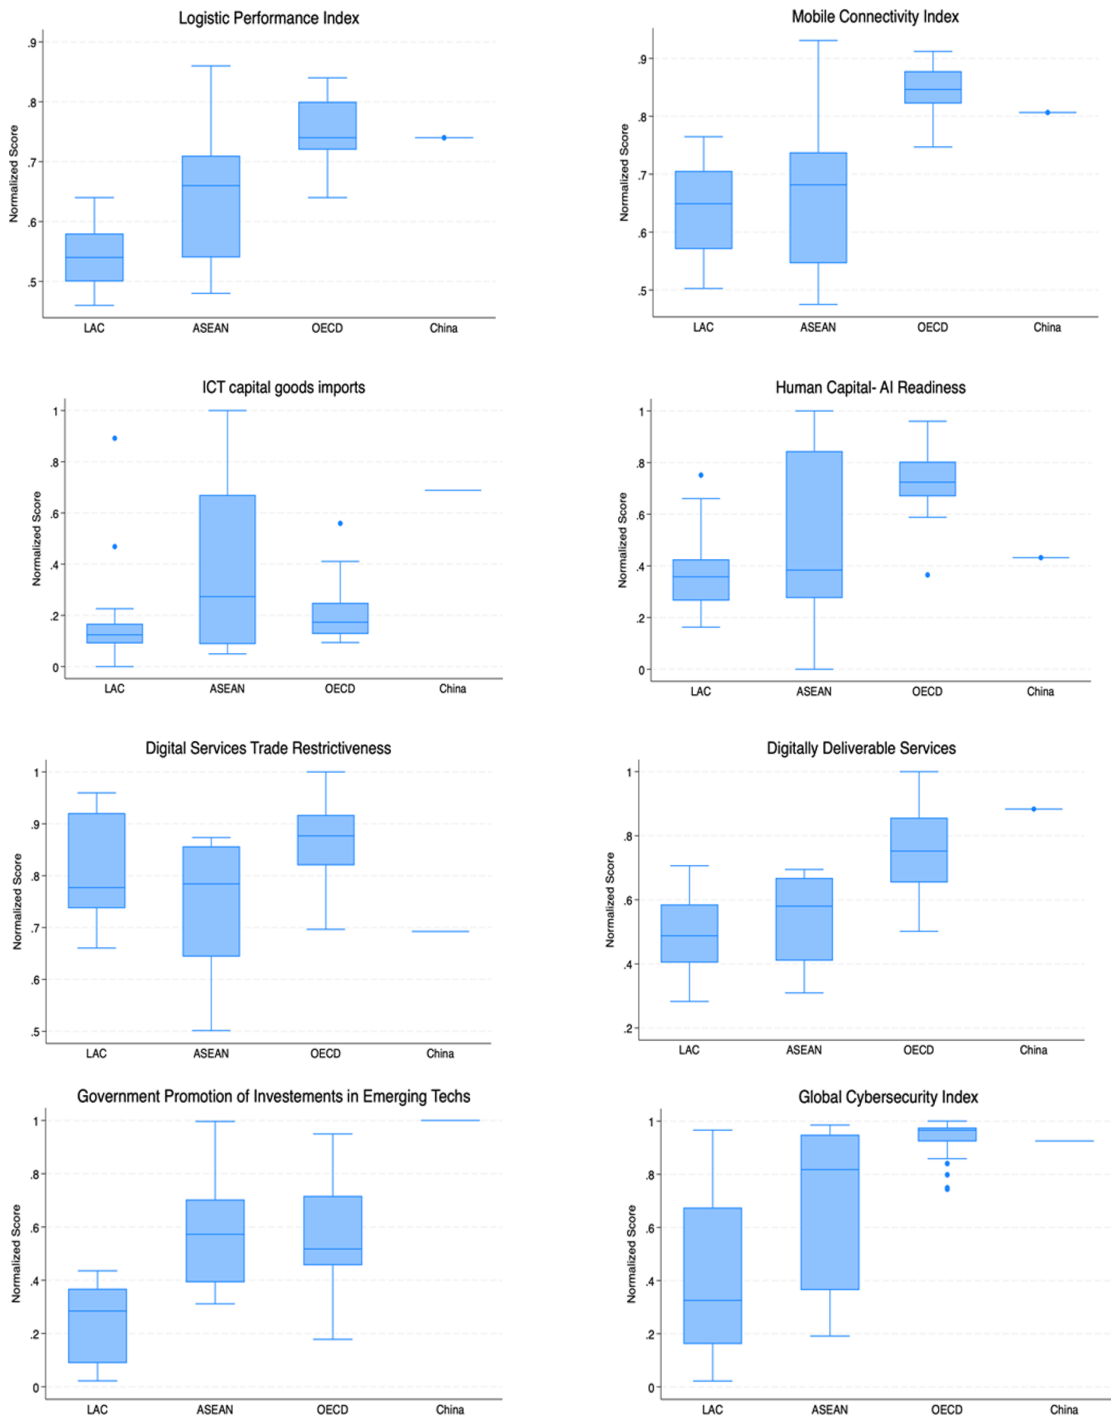 Logistic Performance Index
Normalized Score
.9
.8
.7
.6
.5
LAC ASEAN OECD China
Mobile Connectivity Index
Normalized Score
.9
.8
.7
.6
.5
LAC ASEAN OECD China
ICT capital goods imports
Normalized Score
1
.8
.6
.4
.2
0
LAC ASEAN OECD China
Human Capital- AI Readiness
Normalized Score
1
.8
.6
.4
.2
0
LAC ASEAN OECD China
Digital Services Trade Restrictiveness
Normalized Score
1
.9
.8
.7
.6
.5
LAC ASEAN OECD China
Digitally Deliverable Services
Normalized Score
1
.8
.6
.4
.2
LAC ASEAN OECD China
Government Promotion of Investements in Emerging Techs
Normalized Score
1
.8
.6
.4
.2
0
LAC ASEAN OECD China
Global Cybersecurity Index
Normalized Score
1
.8
.6
.4
.2
0
LAC ASEAN OECD China